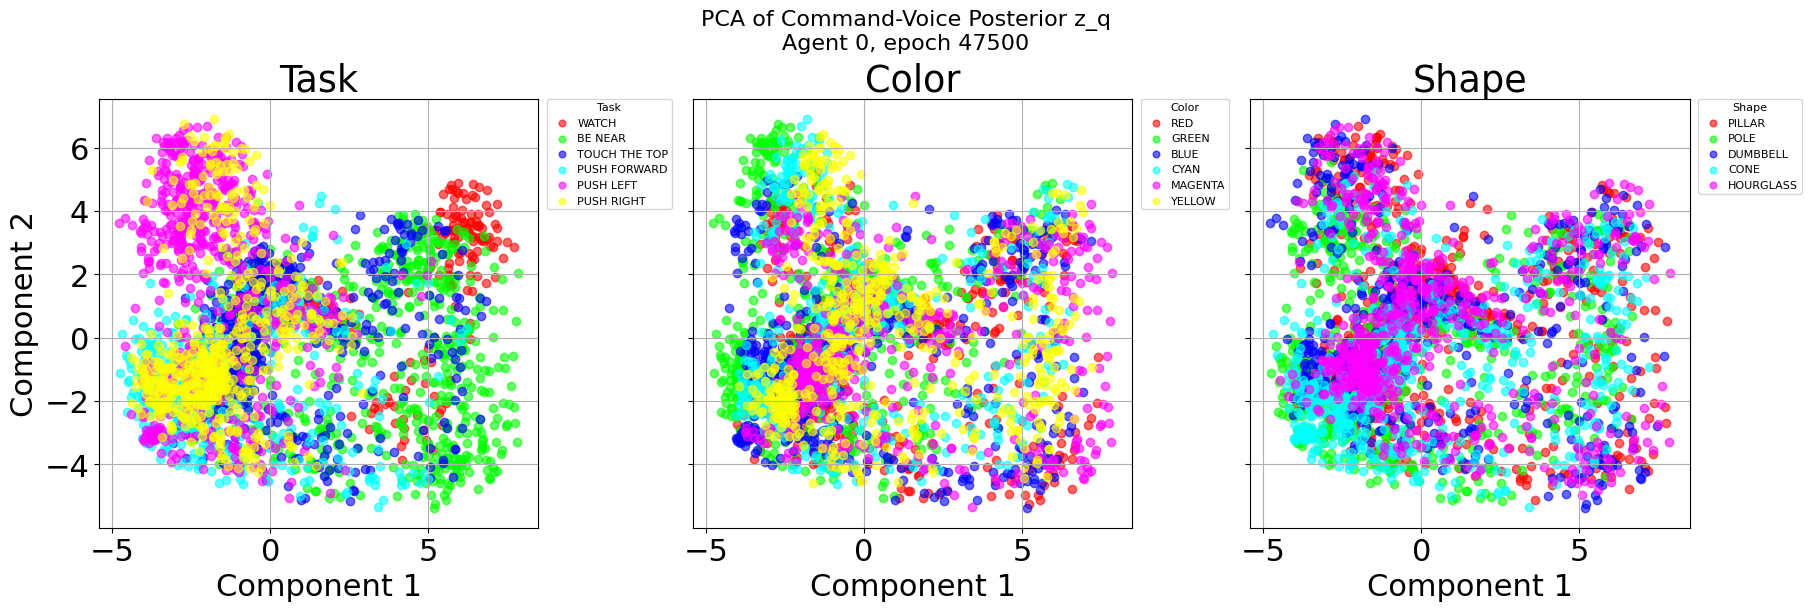 PCA of Command-Voice Posterior z_q
Agent 0, epoch 47500
Task
Color
Shape
Component 2
6
4
2
0
−2
−4
−5 0 5
Component 1
Task
WATCH
BE NEAR
TOUCH THE TOP
PUSH FORWARD
PUSH LEFT
PUSH RIGHT
−5 0 5
Component 1
Color
RED
GREEN
BLUE
CYAN
MAGENTA
YELLOW
−5 0 5
Component 1
Shape
PILLAR
POLE
DUMBBELL
CONE
HOURGLASS